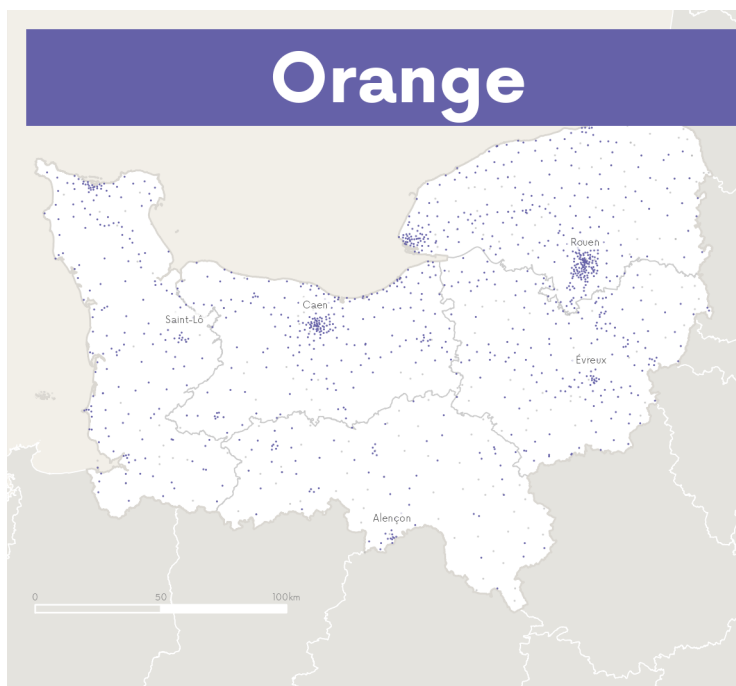 Orange
Rouen
Caen
Saint-Lô
Évreux
Alençon
0 50 100km